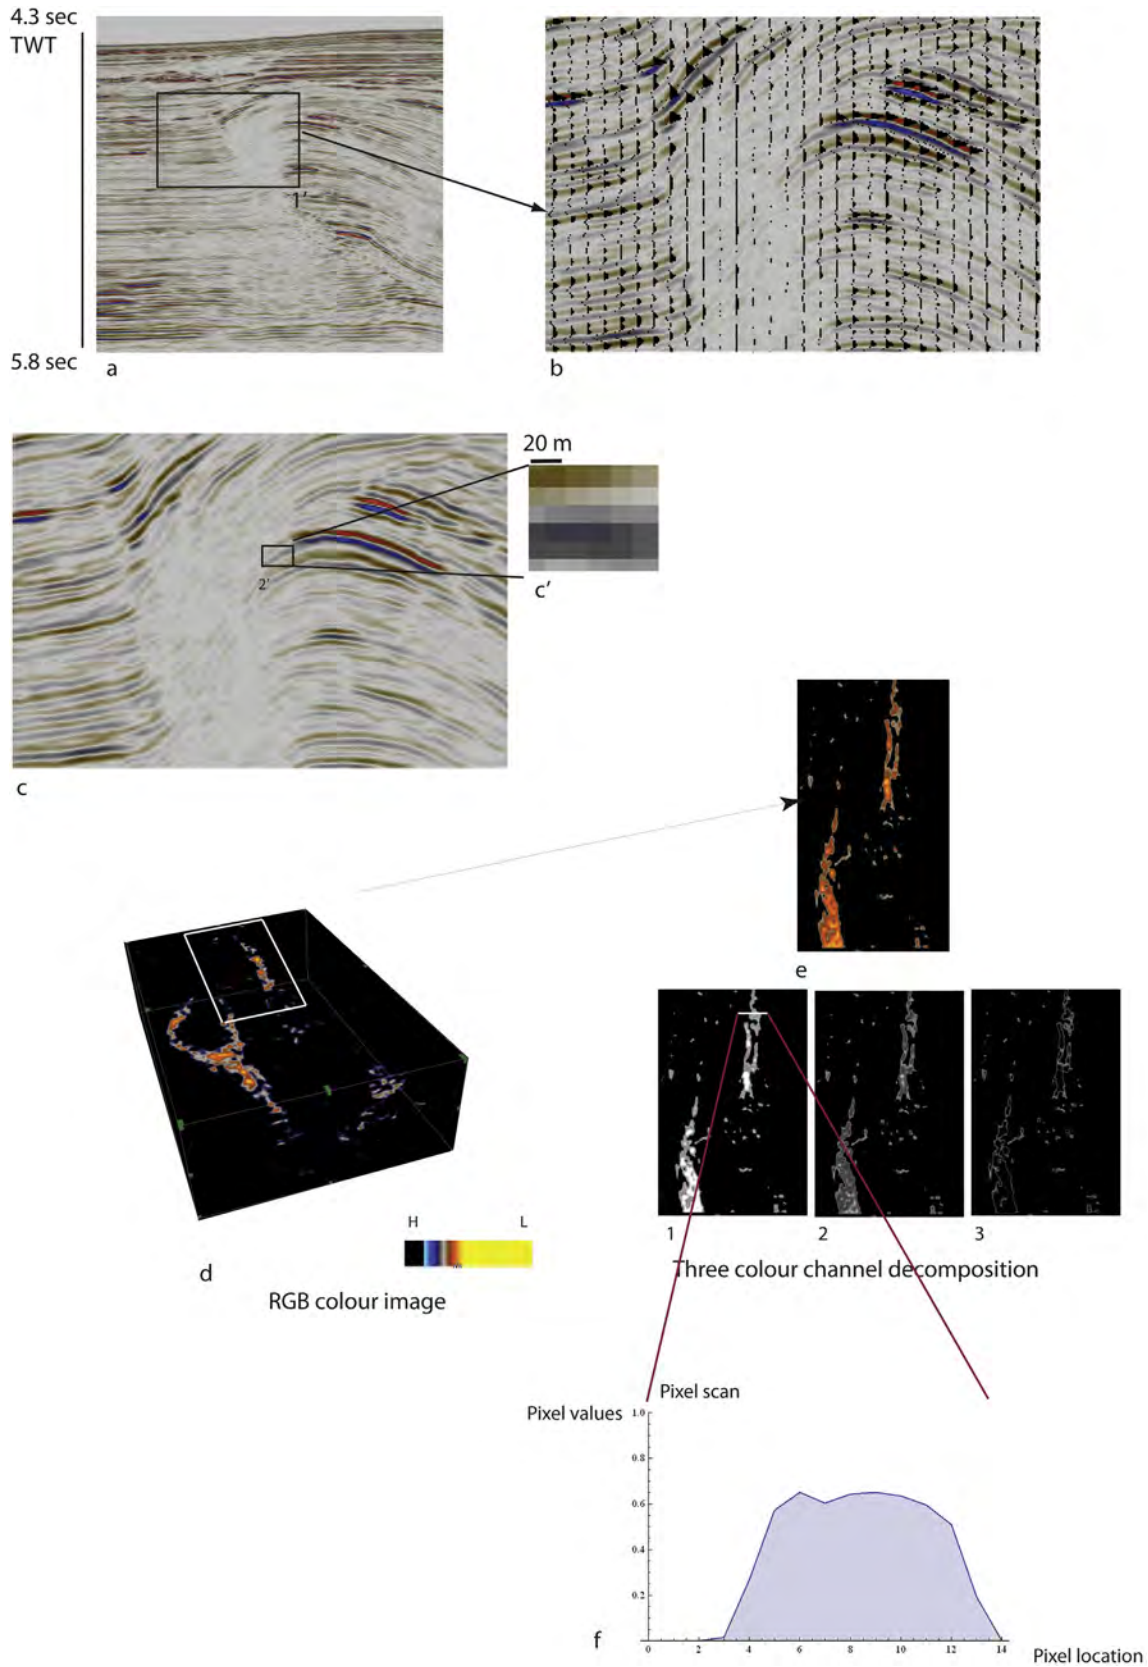 4.3 sec
TWT
1′
5.8 sec
a
b
20 m
2′
c′
c
e
H L
1 2 3
d
Three colour channel decomposition
RGB colour image
Pixel scan
Pixel values
1.0
0.8
0.6
0.4
0.2
f
0 2 4 6 8 10 12 14
Pixel location